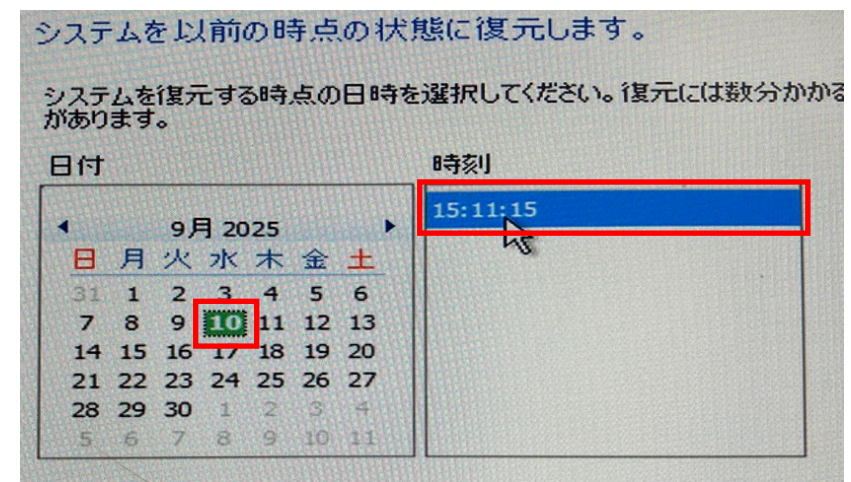 システムを以前の時点の状態に復元します。
システムを復元する時点の日時を選択してください。復元には数分かかる
があります。
日付
時刻
9月 2025
日 月 火 水 木 金 土
31 1 2 3 4 5 6
7 8 9 10 11 12 13
14 15 16 17 18 19 20
21 22 23 24 25 26 27
28 29 30 1 2 3 4
5 6 7 8 9 10 11
15:11:15